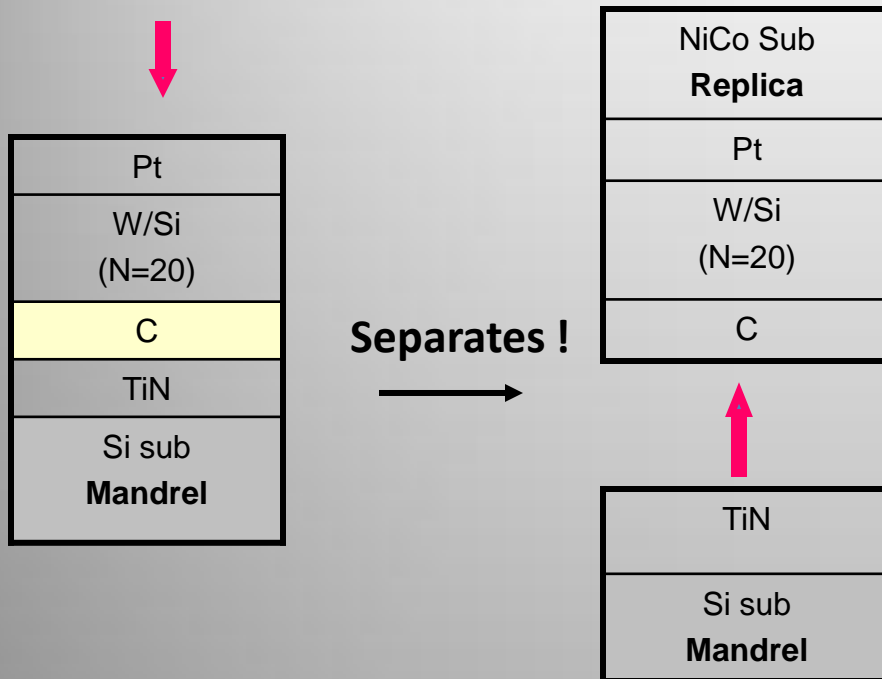 Pt
W/Si
(N=20)
C
TiN
Si sub
Mandrel
Separates !
NiCo Sub
Replica
Pt
W/Si
(N=20)
C
TiN
Si sub
Mandrel